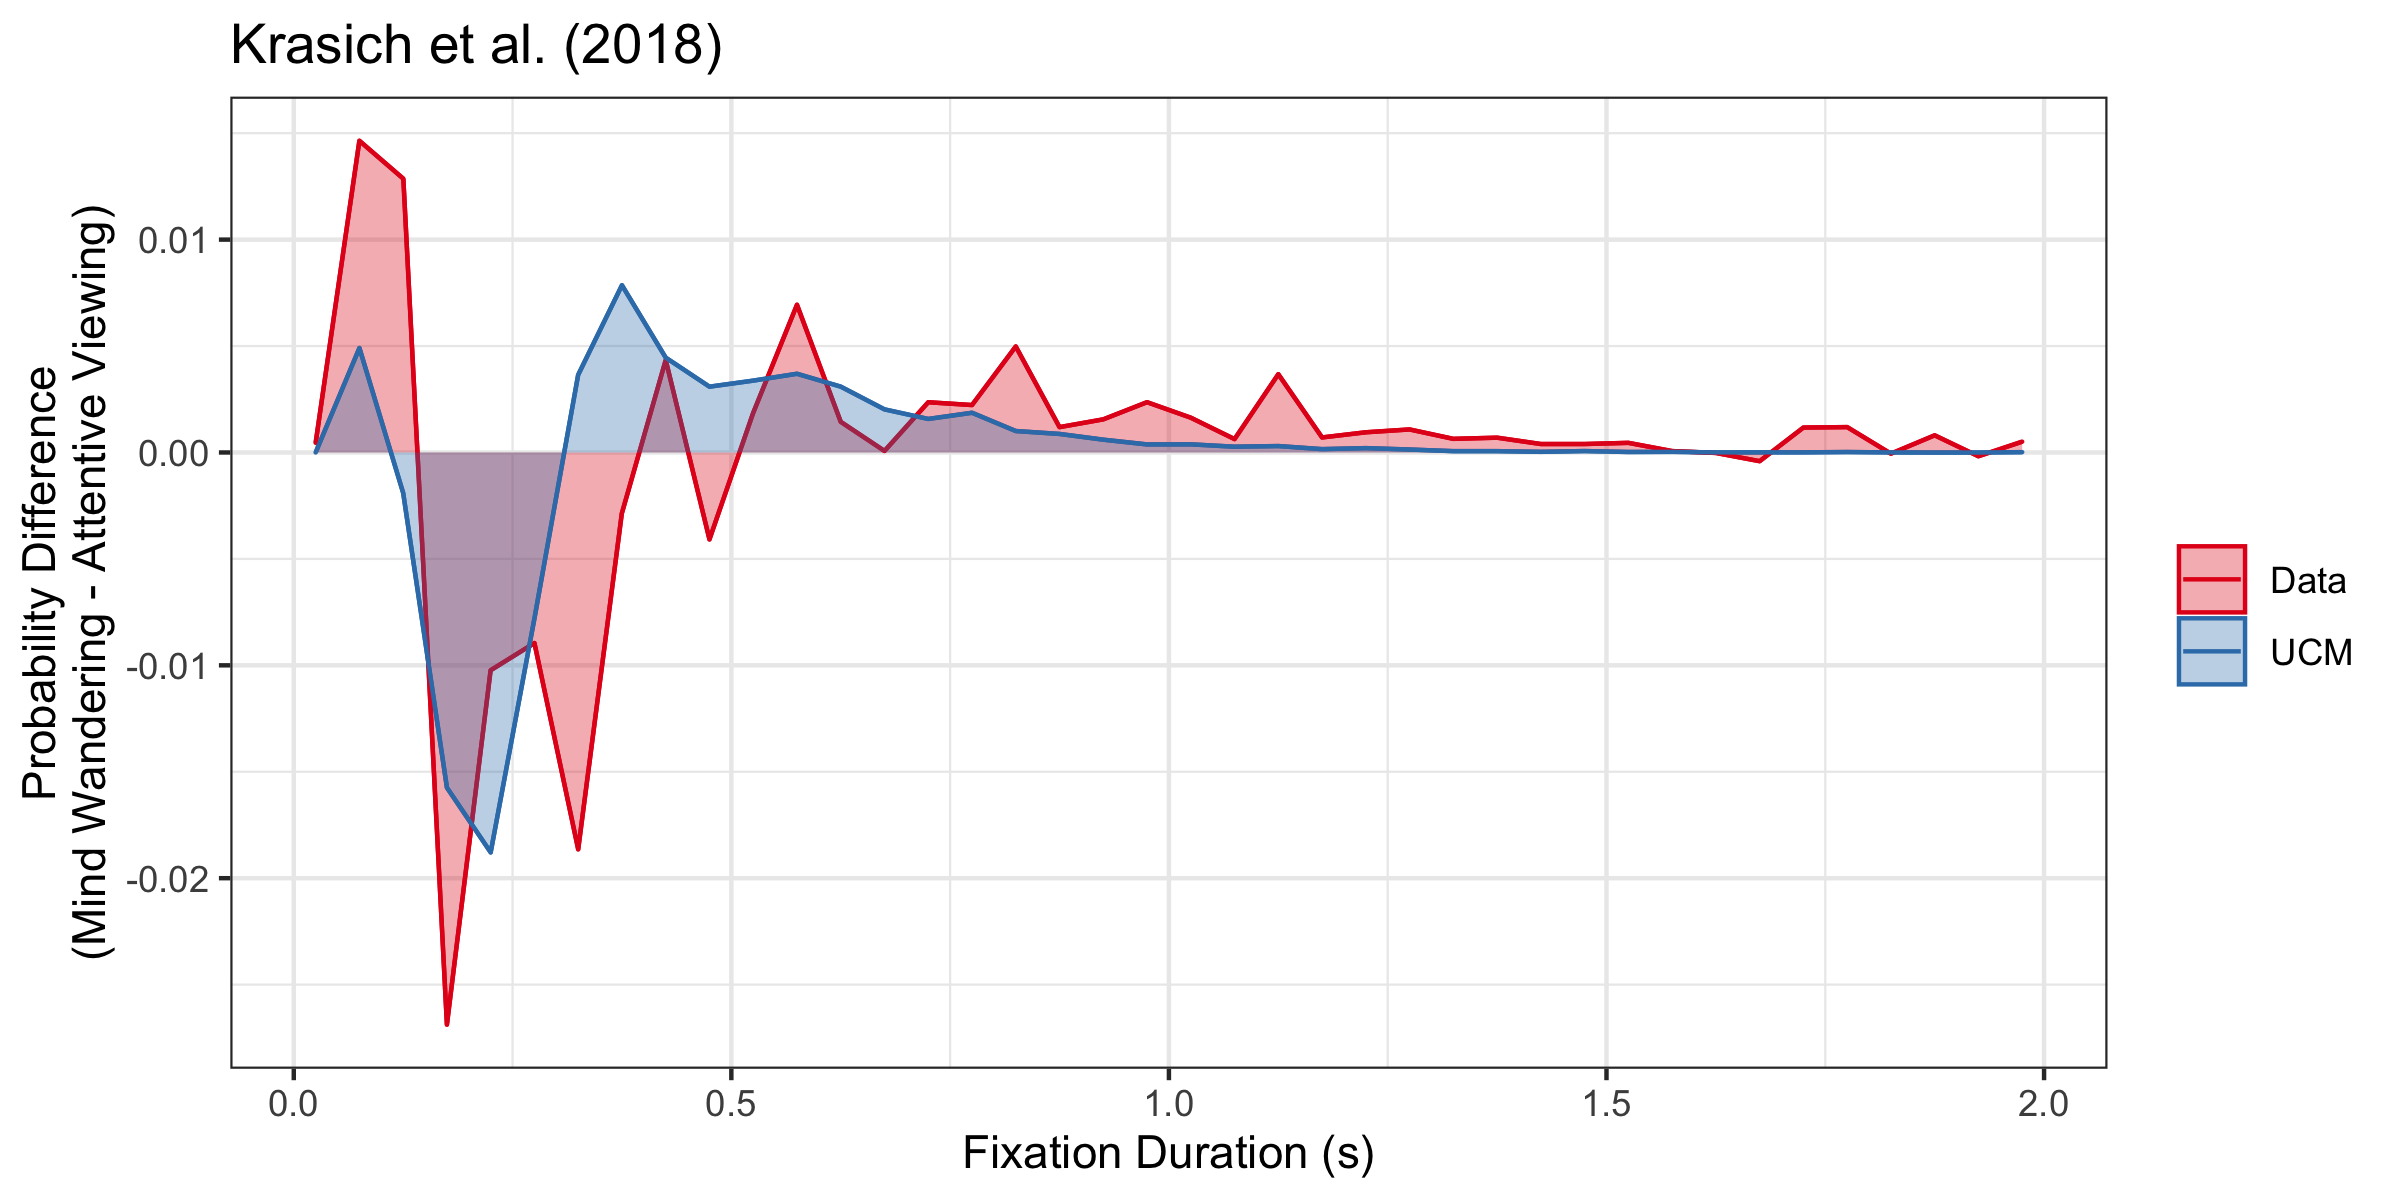 Krasich et al. (2018)
Probability Difference
(Mind Wandering - Attentive Viewing)
0.01
0.00
-0.01
-0.02
0.0
0.5
1.0
1.5
2.0
Fixation Duration (s)
Data
UCM